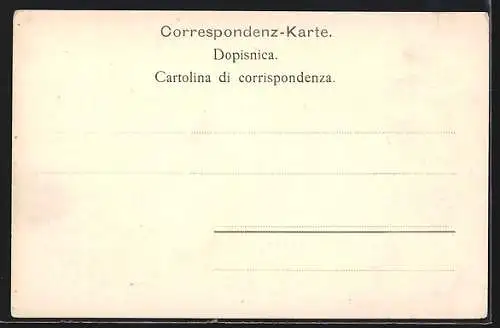 Correspondenz-Karte.
Dopisnica.
Cartolina di corrispondenza.